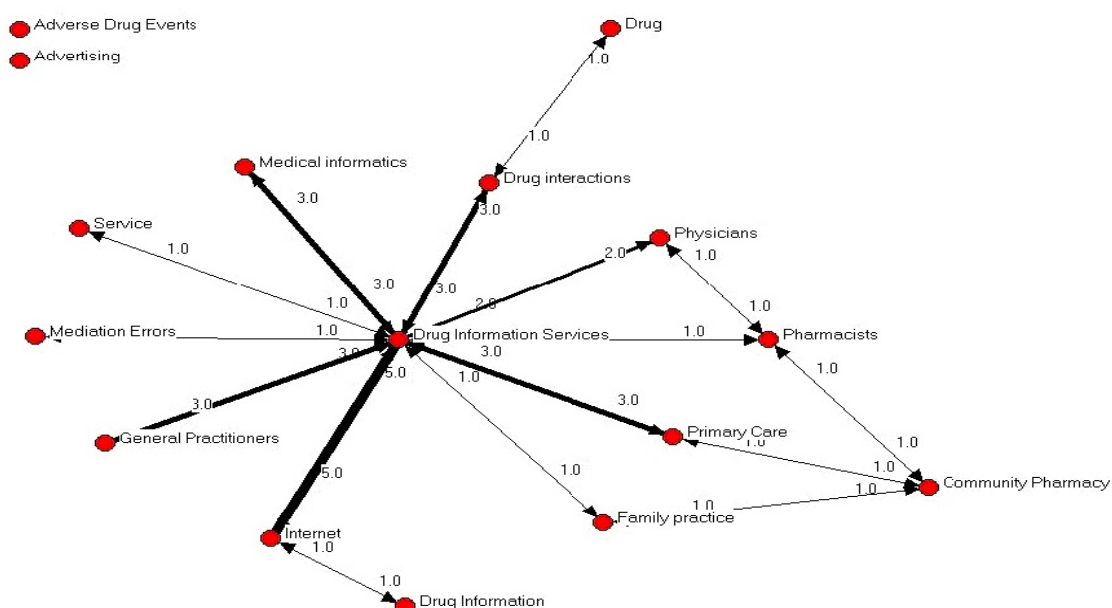 Adverse Drug Events
Advertising
Drug
1.0
1.0
Medical informatics
Drug interactions
3.0
3.0
Service
Physicians
1.0
2.0
1.0
3.0
3.0
1.0
2.0
1.0
Mediation Errors
1.0
Drug Information Services
1.0
Pharmacists
3.0
3.0
1.0
5.0
1.0
3.0
3.0
General Practitioners
Primary Care
1.0
1.0
5.0
1.0
1.0
Community Pharmacy
1.0
1.0
Family practice
Internet
1.0
1.0
Drug Information